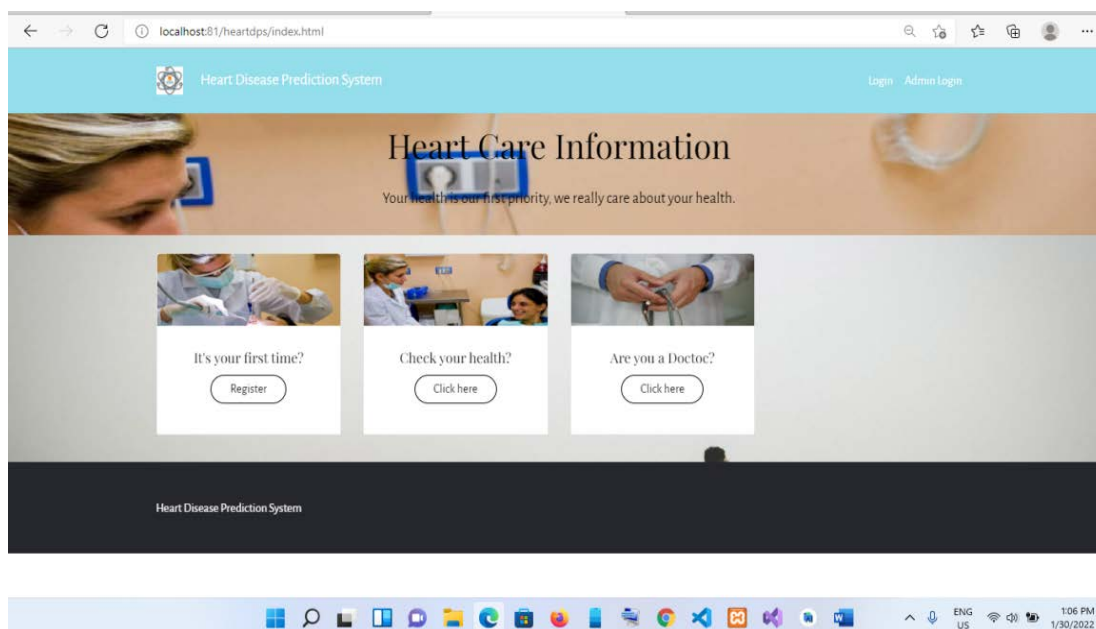 localhost:81/heartdps/index.html
Heart Disease Prediction System
Login Admin Login
Heart Care Information
Your health is our first priority, we really care about your health.
It's your first time?
Register
Check your health?
Click here
Are you a Doctoc?
Click here
Heart Disease Prediction System
ENG
US
1:06 PM
1/30/2022